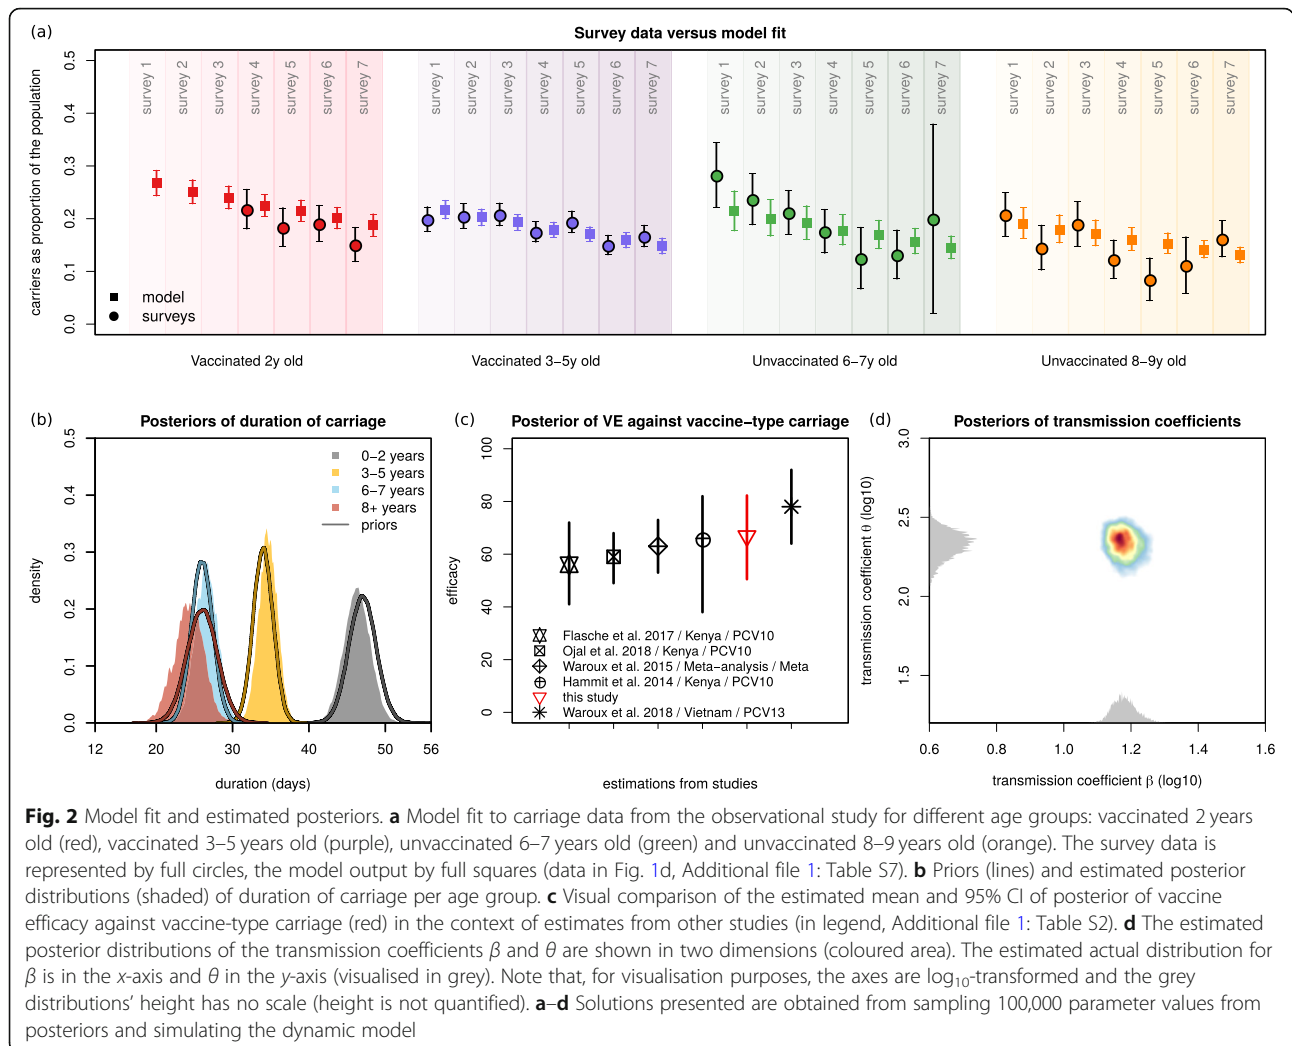 (a)
Survey data versus model fit
carriers as proportion of the population
0.5
0.4
0.3
0.2
0.1
0.0
survey 1
survey 2
survey 3
survey 4
survey 5
survey 6
survey 7
survey 1
survey 2
survey 3
survey 4
survey 5
survey 6
survey 7
survey 1
survey 2
survey 3
survey 4
survey 5
survey 6
survey 7
survey 1
survey 2
survey 3
survey 4
survey 5
survey 6
survey 7
model
surveys
Vaccinated 2y old
Vaccinated 3–5y old
Unvaccinated 6–7y old
Unvaccinated 8–9y old
(b)
Posteriors of duration of carriage
density
0.5
0.4
0.3
0.2
0.1
0.0
0–2 years
3–5 years
6–7 years
8+ years
priors
12
20
30
40
50
56
duration (days)
(c)
Posterior of VE against vaccine–type carriage
efficacy
100
80
60
40
20
0
Flasche et al. 2017 / Kenya / PCV10
Ojal et al. 2018 / Kenya / PCV10
Waroux et al. 2015 / Meta−analysis / Meta
Hammit et al. 2014 / Kenya / PCV10
this study
Waroux et al. 2018 / Vietnam / PCV13
estimations from studies
(d)
Posteriors of transmission coefficients
transmission coefficient θ (log10)
3.0
2.5
2.0
1.5
0.6
0.8
1.0
1.2
1.4
1.6
transmission coefficient β (log10)
Fig. 2 Model fit and estimated posteriors. a Model fit to carriage data from the observational study for different age groups: vaccinated 2 years
old (red), vaccinated 3–5 years old (purple), unvaccinated 6–7 years old (green) and unvaccinated 8–9 years old (orange). The survey data is
represented by full circles, the model output by full squares (data in Fig. 1d, Additional file 1: Table S7). b Priors (lines) and estimated posterior
distributions (shaded) of duration of carriage per age group. c Visual comparison of the estimated mean and 95% CI of posterior of vaccine
efficacy against vaccine-type carriage (red) in the context of estimates from other studies (in legend, Additional file 1: Table S2). d The estimated
posterior distributions of the transmission coefficients β and θ are shown in two dimensions (coloured area). The estimated actual distribution for
β is in the x-axis and θ in the y-axis (visualised in grey). Note that, for visualisation purposes, the axes are log10-transformed and the grey
distributions' height has no scale (height is not quantified). a–d Solutions presented are obtained from sampling 100,000 parameter values from
posteriors and simulating the dynamic model